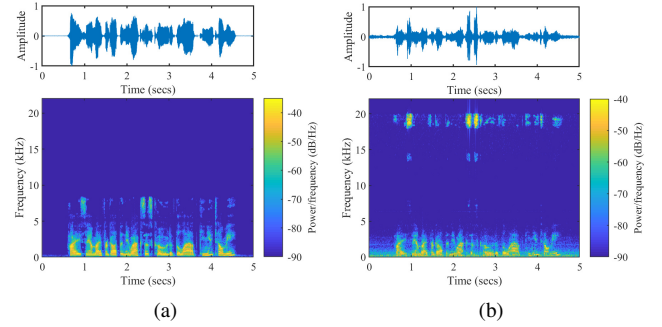 Amplitude
1
0
-1
0 1 2 3 4 5
Time (secs)
Frequency (kHz)
20
15
10
5
0
0 1 2 3 4 5
Time (secs)
-40
-50
-60
-70
-80
-90
Power/frequency (dB/Hz)
(a)
Amplitude
1
0
-1
0 1 2 3 4 5
Time (secs)
Frequency (kHz)
20
15
10
5
0
0 1 2 3 4 5
Time (secs)
-40
-50
-60
-70
-80
-90
Power/frequency (dB/Hz)
(b)